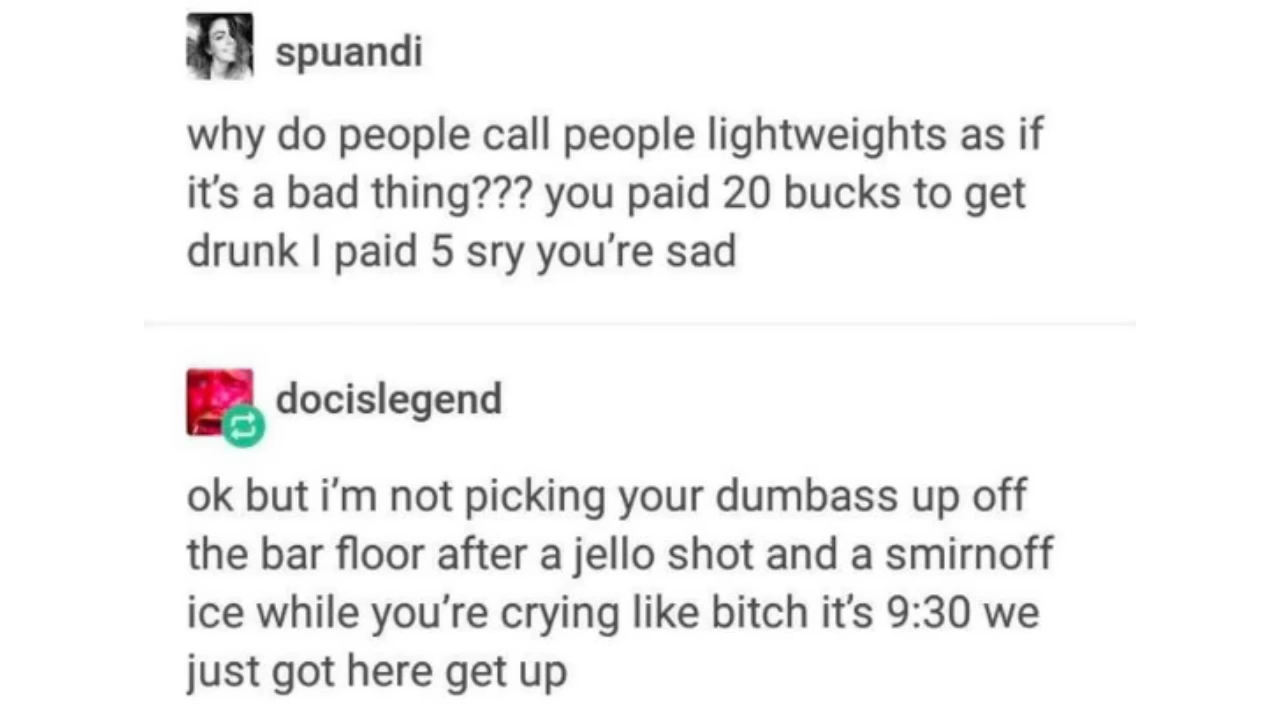 spuandi
why do people call people lightweights as if
it's a bad thing??? you paid 20 bucks to get
drunk I paid 5 sry you're sad
docislegend
ok but i'm not picking your dumbass up off
the bar floor after a jello shot and a smirnoff
ice while you're crying like bitch it's 9:30 we
just got here get up